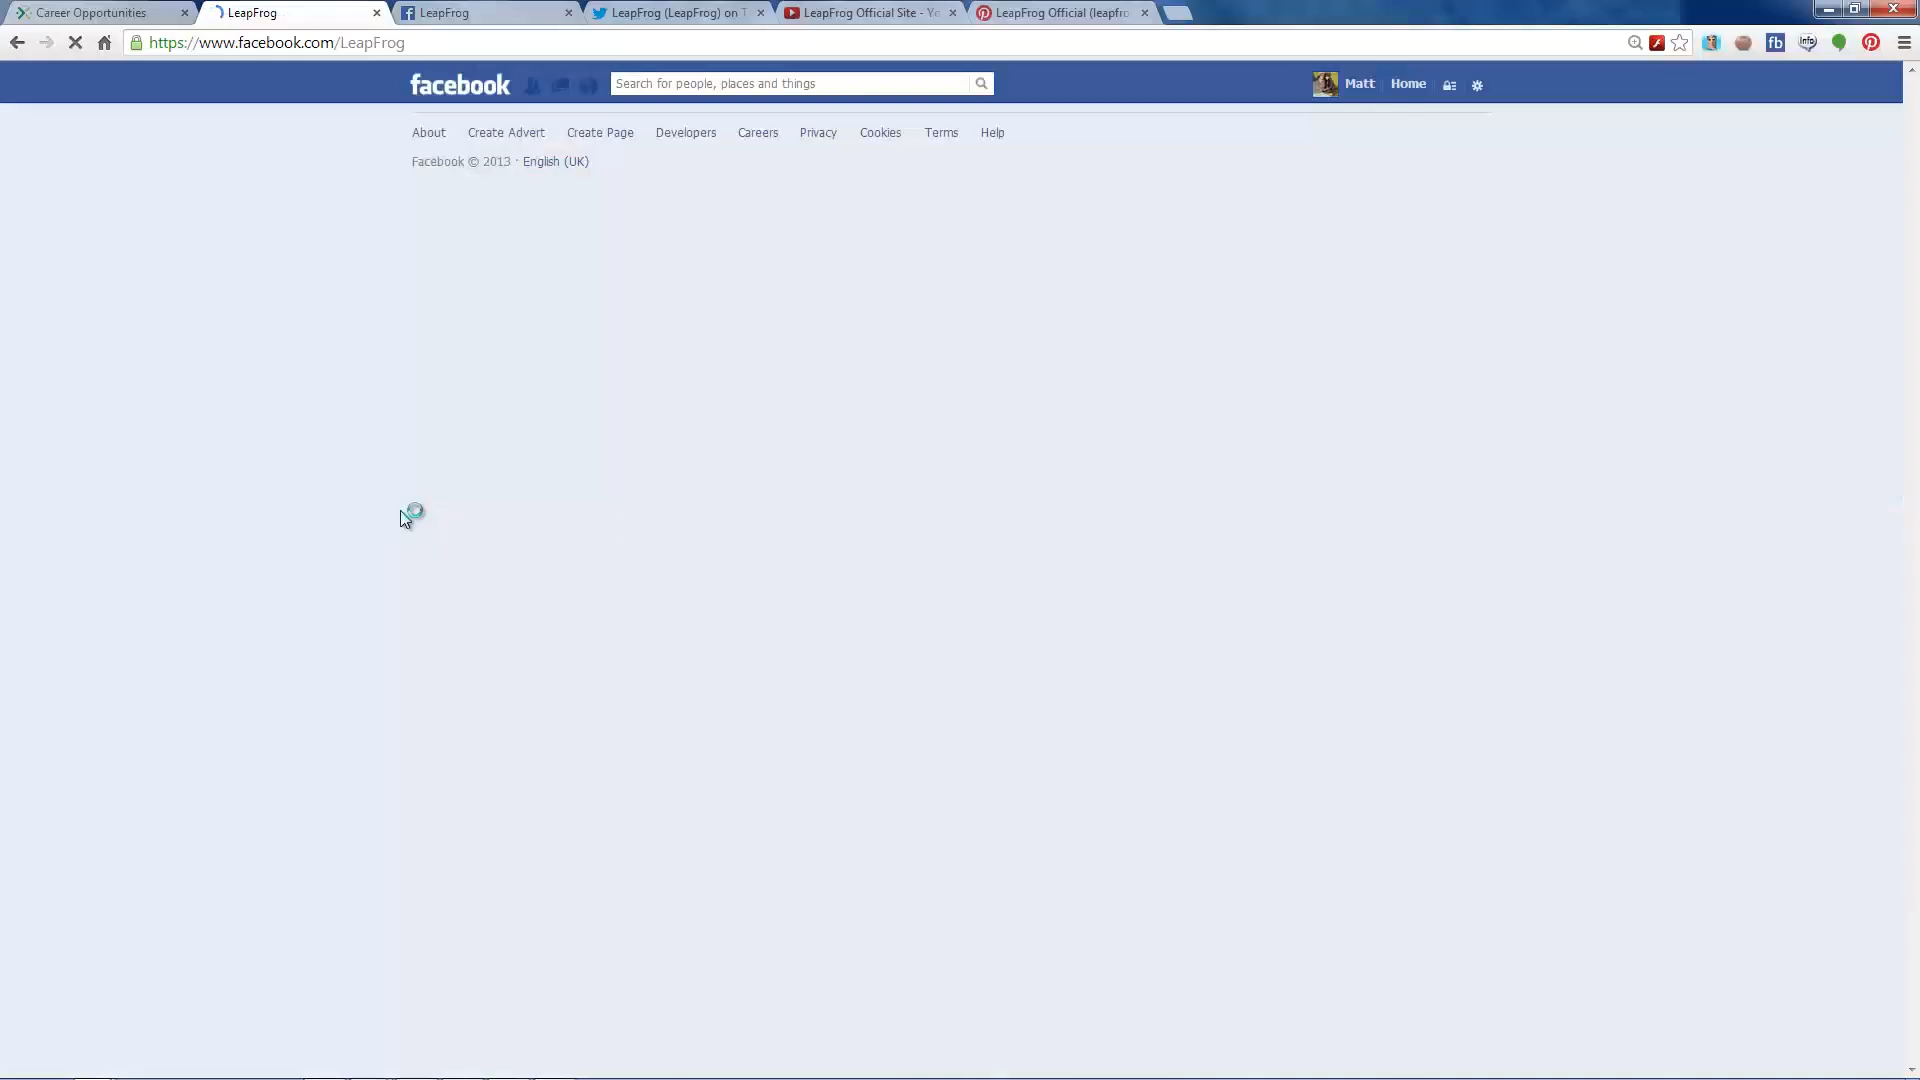 Career Opportunities
LeapFrog
LeapFrog
LeapFrog (LeapFrog) on T
LeapFrog Official Site - Yo
LeapFrog Official (leapfro
https://www.facebook.com/LeapFrog
fb
Info
facebook
Search for people, places and things
Matt
Home
About
Create Advert
Create Page
Developers
Careers
Privacy
Cookies
Terms
Help
Facebook © 2013 · English (UK)